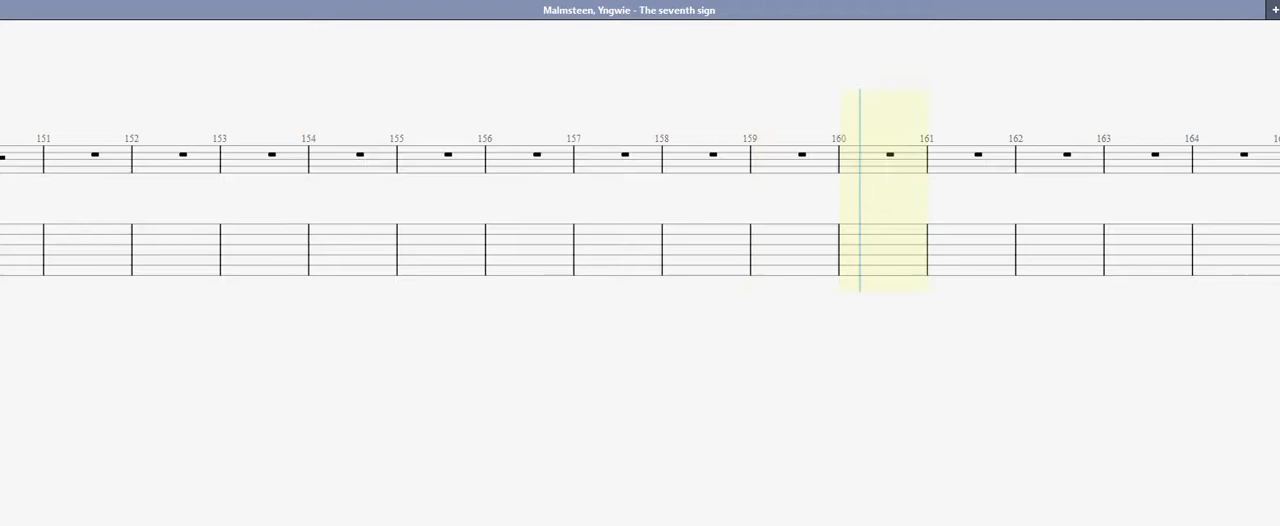 Malmsteen, Yngwie - The seventh sign
+
151 152 153 154 155 156 157 158 159 160 161 162 163 164